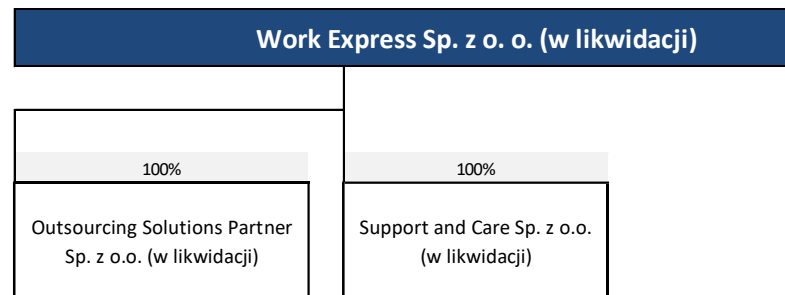 Work Express Sp. z o. o. (w likwidacji)
100%
100%
Outsourcing Solutions Partner
Sp. z o.o. (w likwidacji)
Support and Care Sp. z o.o.
(w likwidacji)